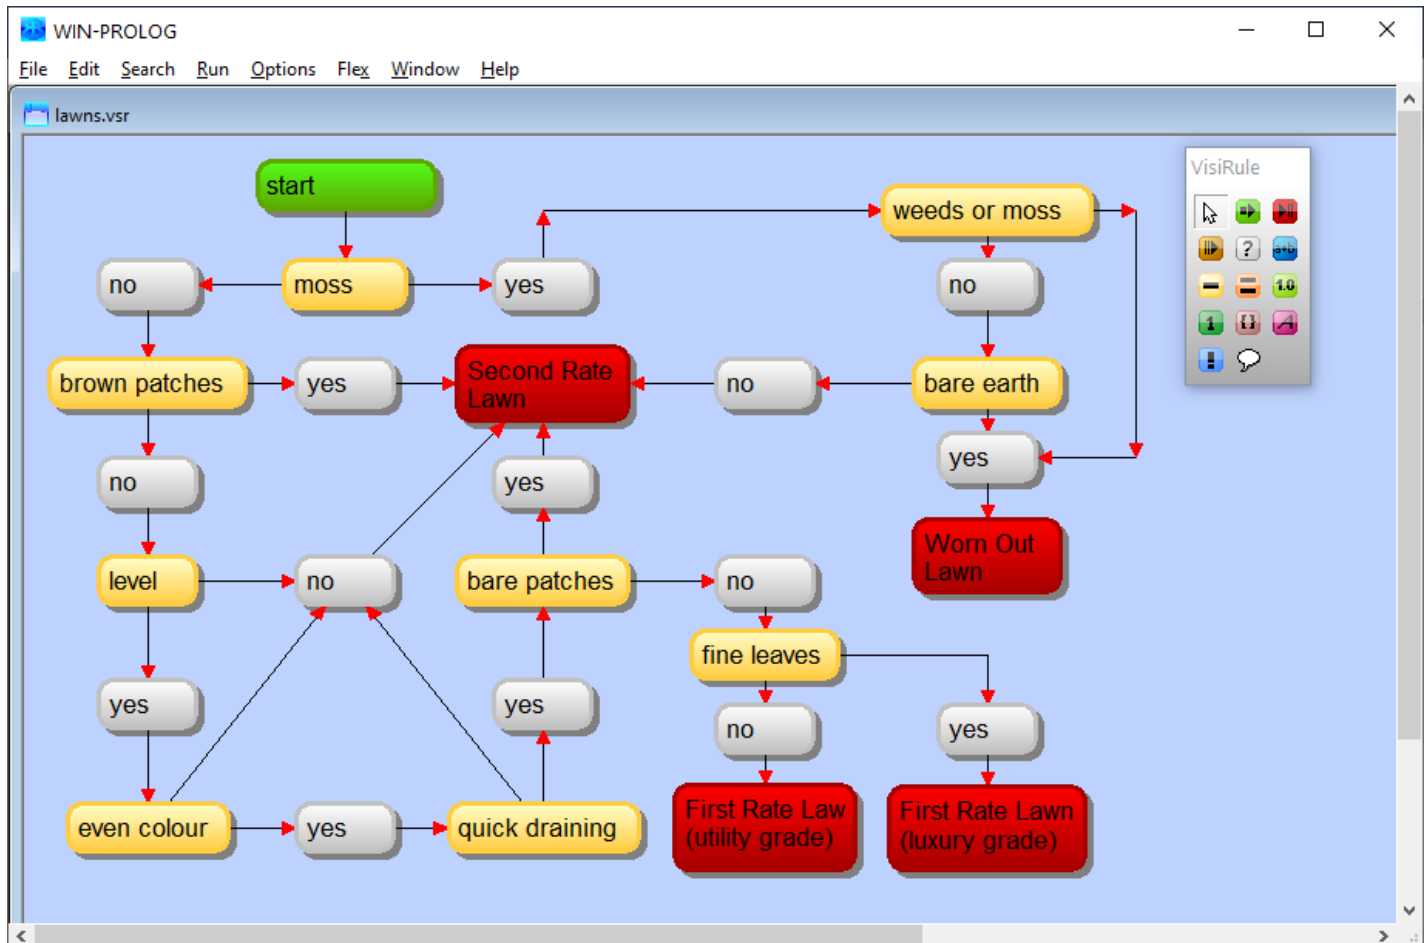 WIN-PROLOG
File Edit Search Run Options Flex Window Help
lawns.vsr
VisiRule
start
weeds or moss
no
moss
yes
no
brown patches
yes
Second Rate
Lawn
no
bare earth
no
yes
yes
level
no
bare patches
no
Worn Out
Lawn
fine leaves
yes
yes
no
yes
even colour
yes
quick draining
First Rate Law
(utility grade)
First Rate Lawn
(luxury grade)
?
a*b
1.0
1
{}
A
!